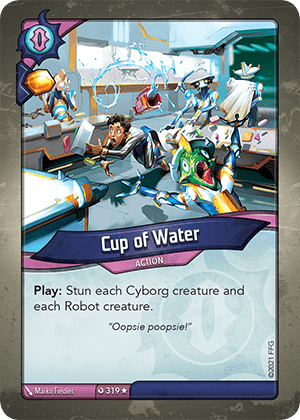 Cup of Water
ACTION
Play: Stun each Cyborg creature and
each Robot creature.
"Oopsie poopsie!"
Marko Fiedler
319
©2021 FFG